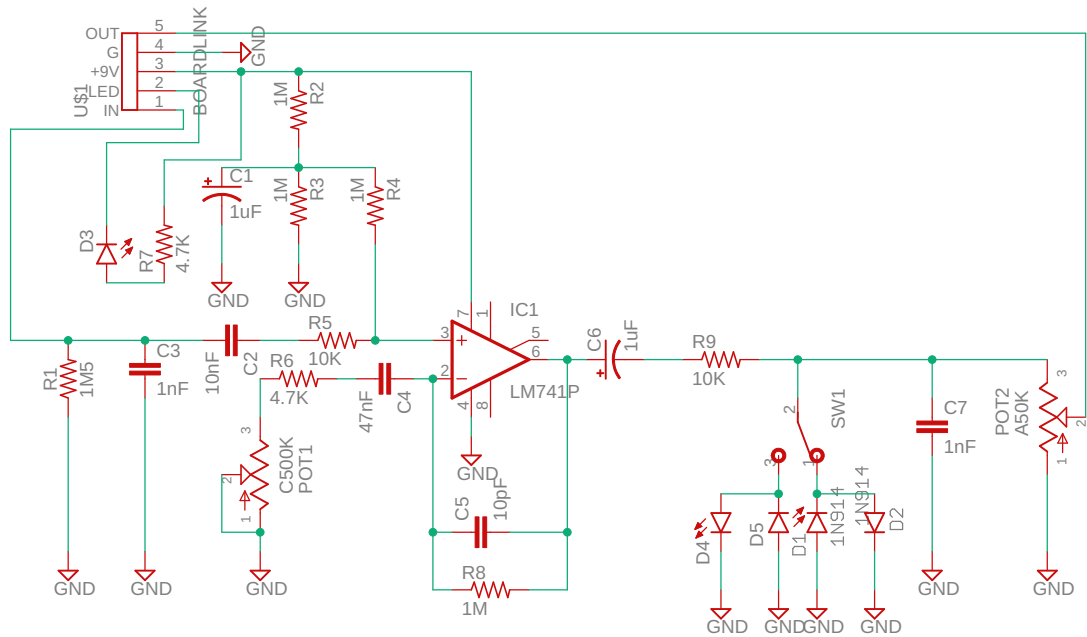 OUT 5
G 4
+9V 3
LED 2
IN 1
U$1
BOARDLINK
GND
1M
R2
C1
1uF
1M
R3
1M
R4
D3
R7
4.7K
GND
GND
IC1
7
1
3
2
5
6
4
8
LM741P
C6
1uF
R9
10K
R5
10K
R6
4.7K
C3
1nF
10nF
C2
R1
1M5
47nF
C4
3
2
1
C500K
POT1
GND
C5
10pF
R8
1M
SW1
2
3
1
D4
D5
D1
1N914
1N914
D2
C7
1nF
POT2
A50K
3
2
1
GND
GND
GND
GND
GND
GND
GND
GND
GND